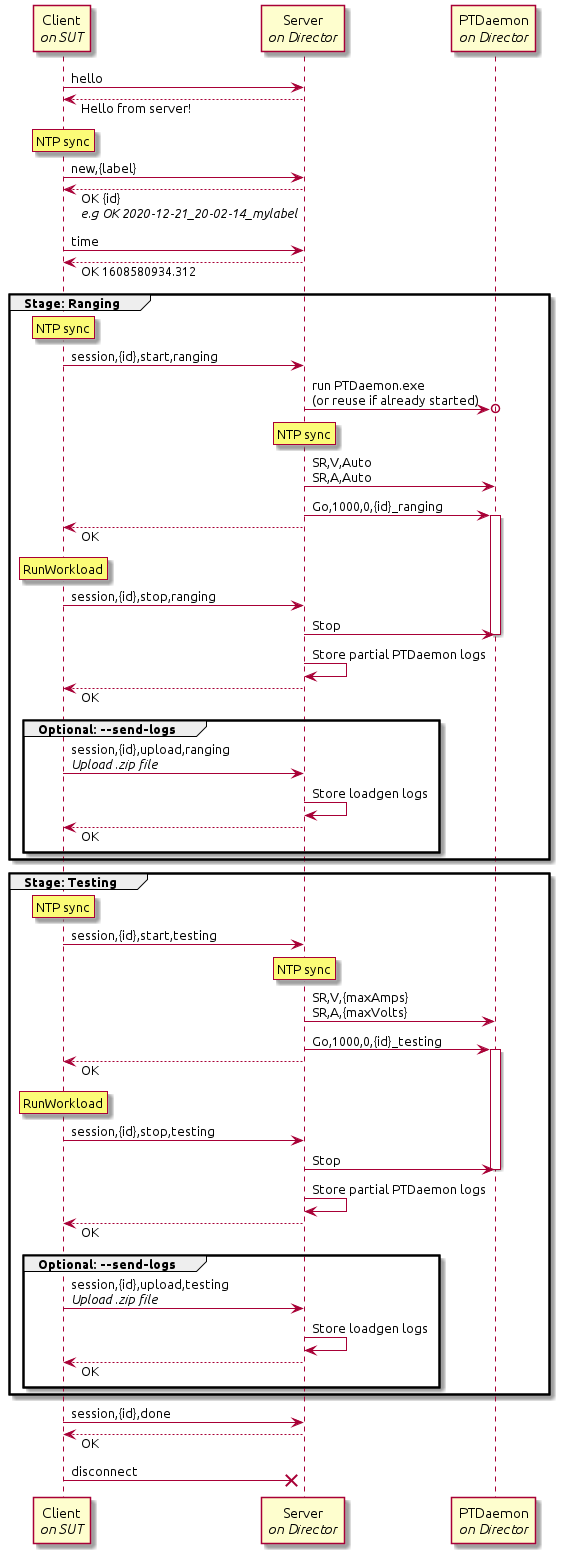 Client
on SUT
Server
on Director
PTDaemon
on Director
hello
Hello from server!
NTP sync
new,{label}
OK {id}
e.g OK 2020-12-21_20-02-14_mylabel
time
OK 1608580934.312
Stage: Ranging
NTP sync
session,{id},start,ranging
run PTDaemon.exe
(or reuse if already started)
NTP sync
SR,V,Auto
SR,A,Auto
Go,1000,0,{id}_ranging
OK
RunWorkload
session,{id},stop,ranging
Stop
Store partial PTDaemon logs
OK
Optional: --send-logs
session,{id},upload,ranging
Upload .zip file
Store loadgen logs
OK
Stage: Testing
NTP sync
session,{id},start,testing
NTP sync
SR,V,{maxAmps}
SR,A,{maxVolts}
Go,1000,0,{id}_testing
OK
RunWorkload
session,{id},stop,testing
Stop
Store partial PTDaemon logs
OK
Optional: --send-logs
session,{id},upload,testing
Upload .zip file
Store loadgen logs
OK
session,{id},done
OK
disconnect
Client
on SUT
Server
on Director
PTDaemon
on Director